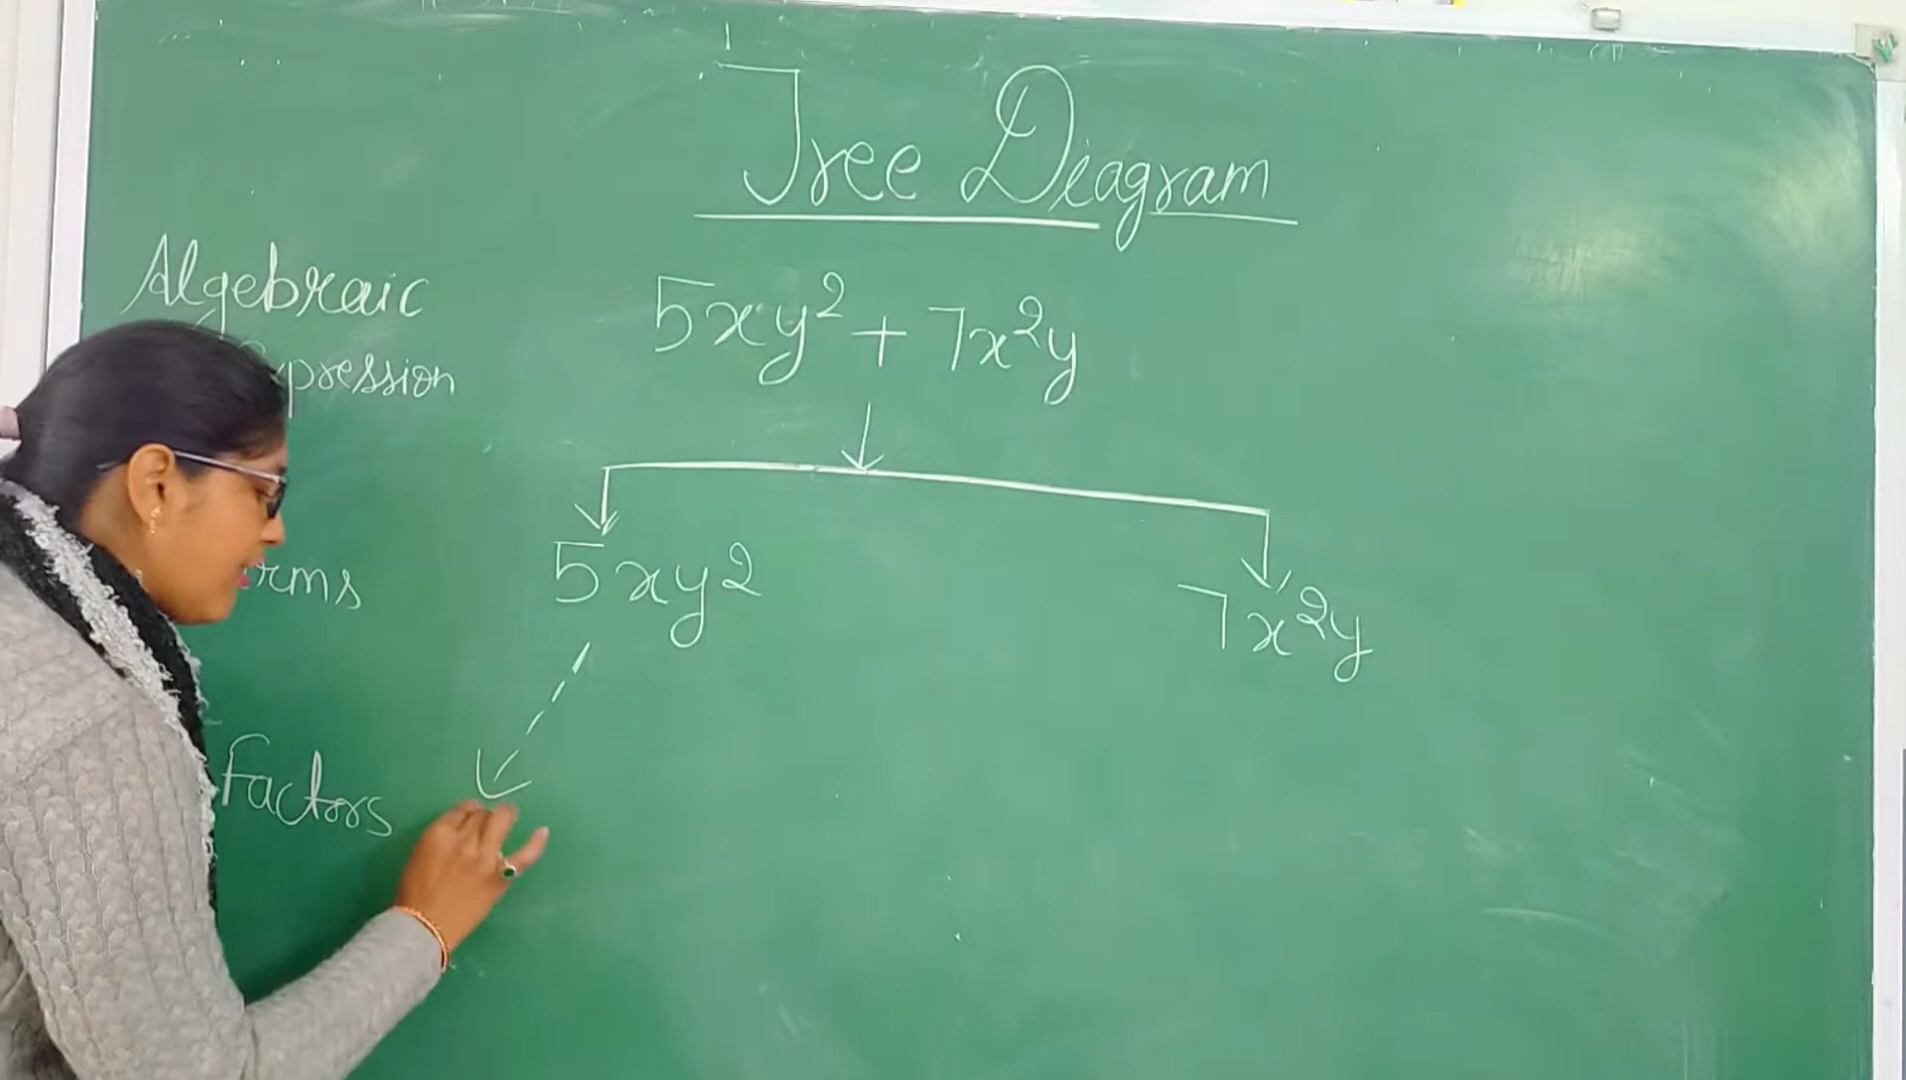 Tree Diagram
Algebraic
5xy² + 7x²y
pression
rms
5xy2
7x²y
Factors